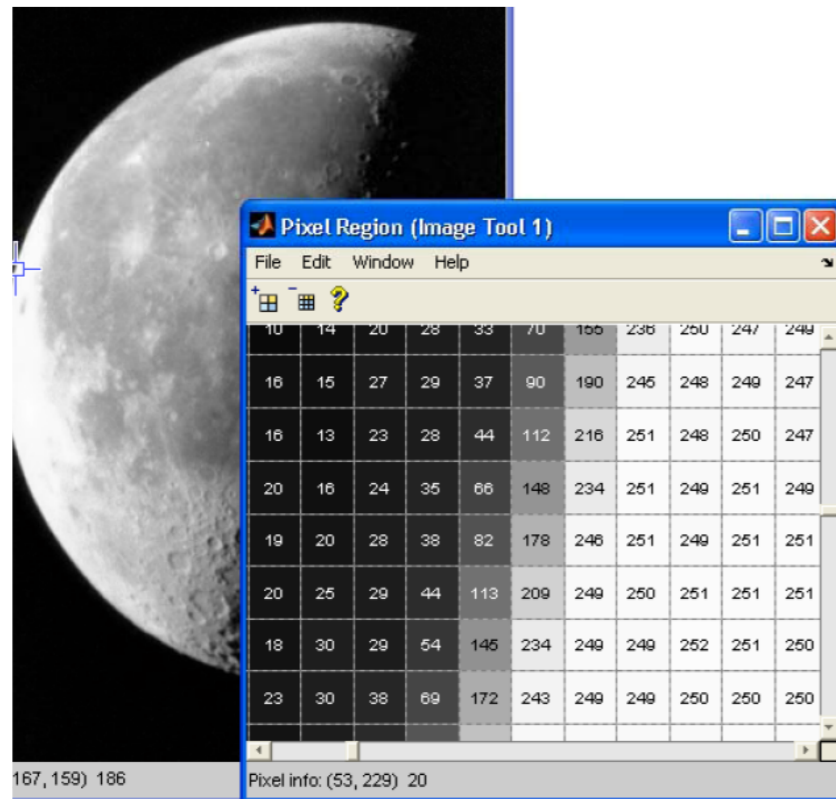 Pixel Region (Image Tool 1)
File Edit Window Help
10 14 20 28 33 70 155 236 250 247 249
16 15 27 29 37 90 190 245 248 249 247
16 13 23 28 44 112 216 251 248 250 247
20 16 24 35 66 148 234 251 249 251 249
19 20 28 38 82 178 246 251 249 251 251
20 25 29 44 113 209 249 250 251 251 251
18 30 29 54 145 234 249 249 252 251 250
23 30 38 69 172 243 249 249 250 250 250
167, 159) 186
Pixel info: (53, 229) 20